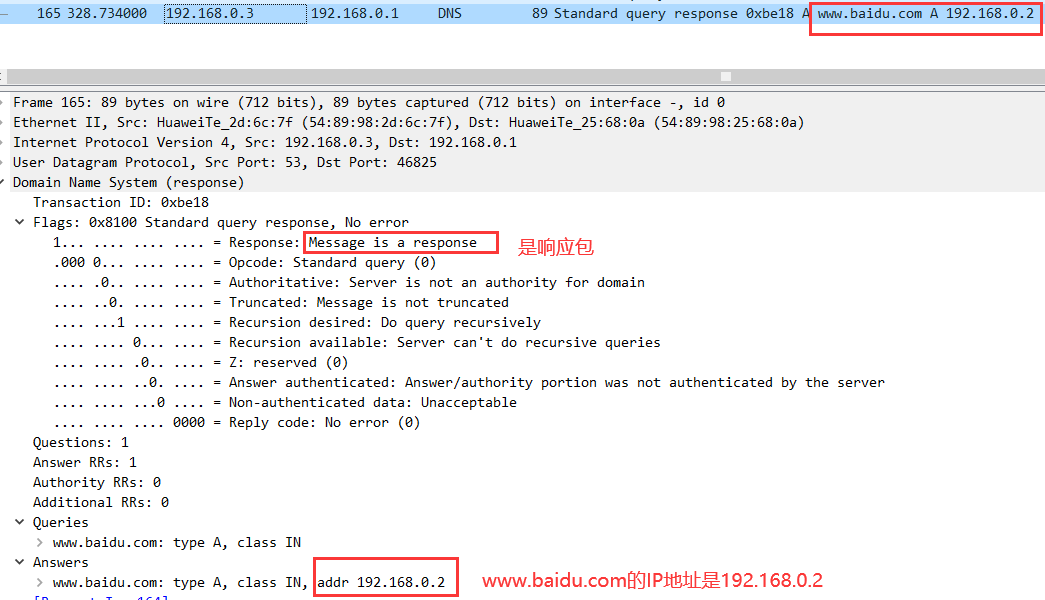 165 328.734000 192.168.0.3 192.168.0.1 DNS 89 Standard query response 0xbe18 A www.baidu.com A 192.168.0.2
Frame 165: 89 bytes on wire (712 bits), 89 bytes captured (712 bits) on interface -, id 0
Ethernet II, Src: HuaweiTe_2d:6c:7f (54:89:98:2d:6c:7f), Dst: HuaweiTe_25:68:0a (54:89:98:25:68:0a)
Internet Protocol Version 4, Src: 192.168.0.3, Dst: 192.168.0.1
User Datagram Protocol, Src Port: 53, Dst Port: 46825
Domain Name System (response)
Transaction ID: 0xbe18
Flags: 0x8100 Standard query response, No error
1... .... .... .... = Response: Message is a response 是响应包
.000 0... .... .... = Opcode: Standard query (0)
.... .0.. .... .... = Authoritative: Server is not an authority for domain
.... ..0. .... .... = Truncated: Message is not truncated
.... ...1 .... .... = Recursion desired: Do query recursively
.... .... 0... .... = Recursion available: Server can't do recursive queries
.... .... .0.. .... = Z: reserved (0)
.... .... ..0. .... = Answer authenticated: Answer/authority portion was not authenticated by the server
.... .... ...0 .... = Non-authenticated data: Unacceptable
.... .... .... 0000 = Reply code: No error (0)
Questions: 1
Answer RRs: 1
Authority RRs: 0
Additional RRs: 0
Queries
www.baidu.com: type A, class IN
Answers
www.baidu.com: type A, class IN, addr 192.168.0.2 www.baidu.com的IP地址是192.168.0.2